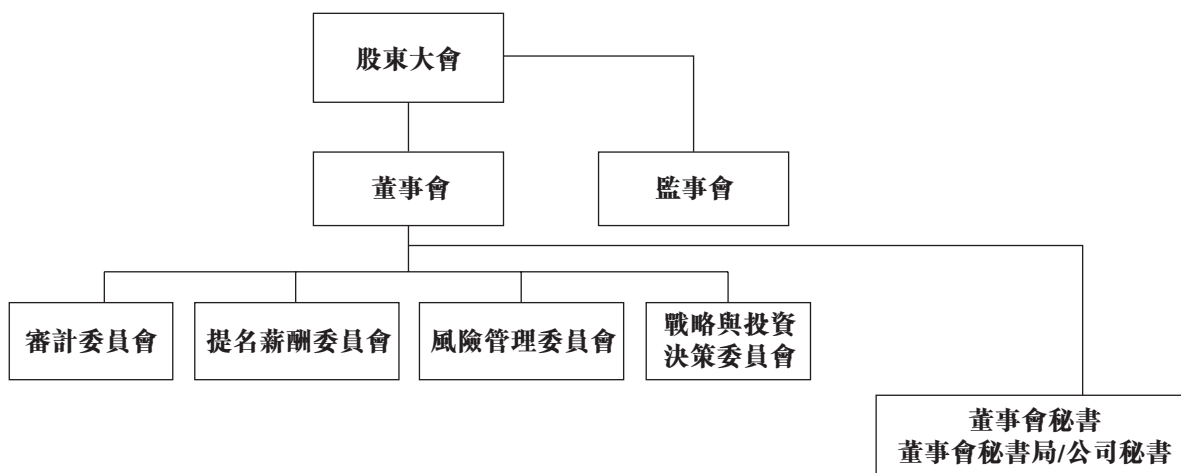 股東大會
董事會
監事會
審計委員會
提名薪酬委員會
風險管理委員會
戰略與投資
決策委員會
董事會秘書
董事會秘書局/公司秘書